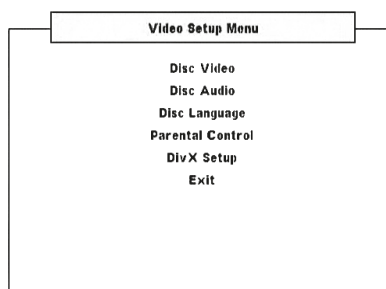 Video Setup Menu
Disc Video
Disc Audio
Disc Language
Parental Control
DivX Setup
Exit